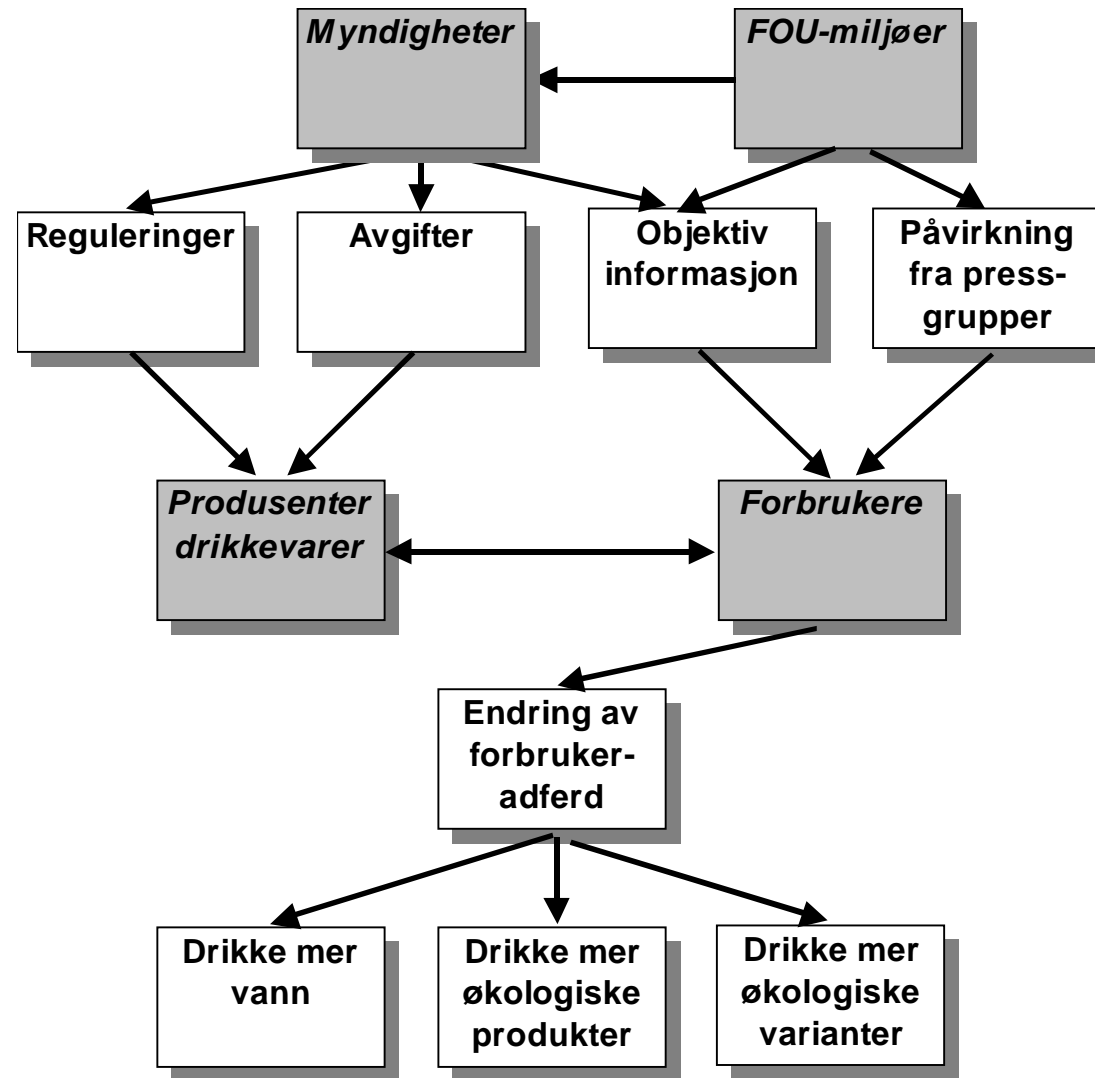 Myndigheter
FOU-miljøer
Reguleringer
Avgifter
Objektiv
informasjon
Påvirkning
fra press-
grupper
Produsenter
drikkevarer
Forbrukere
Endring av
forbruker-
adferd
Drikke mer
vann
Drikke mer
økologiske
produkter
Drikke mer
økologiske
varianter